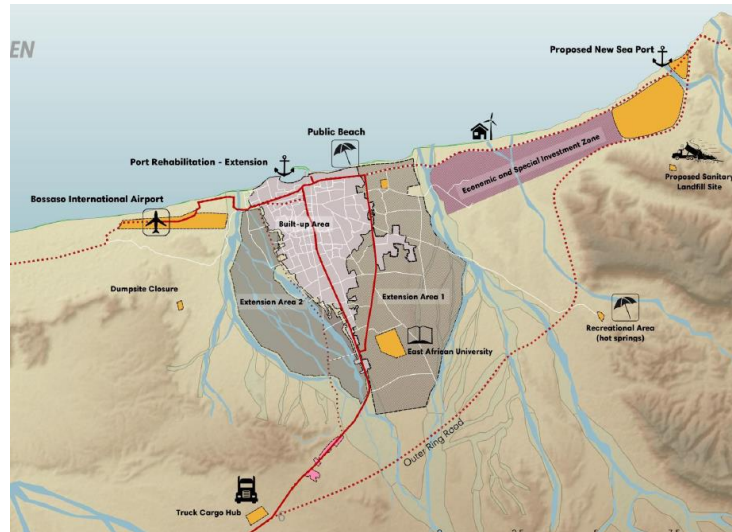 EN
Proposed New Sea Port
Public Beach
Port Rehabilitation - Extension
Economic and Special Investment Zone
Proposed Sanitary
Landfill Site
Bossaso International Airport
Built-up Area
Dumpsite Closure
Extension Area 2
Extension Area 1
Recreational Area
(hot springs)
East African University
Outer Ring Road
Truck Cargo Hub